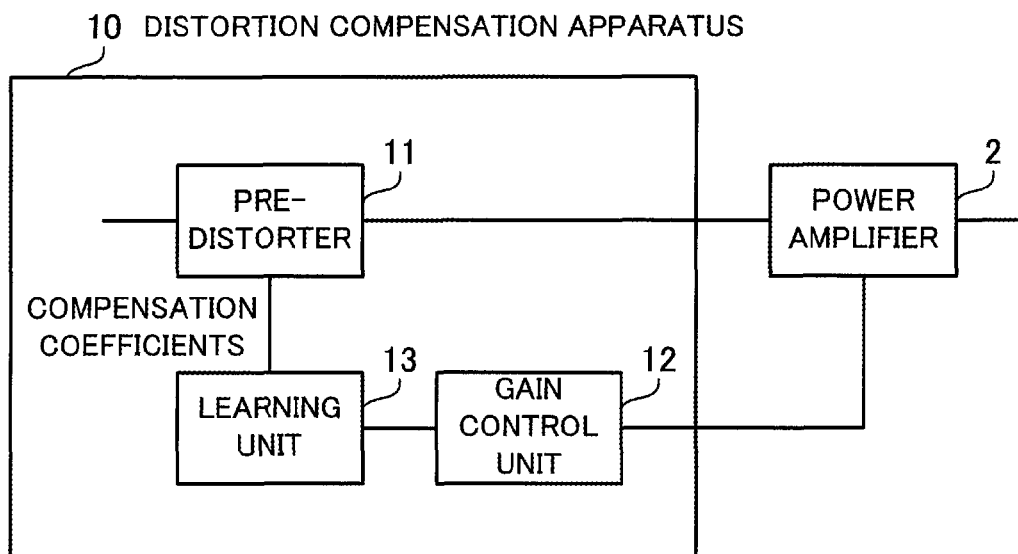 10 DISTORTION COMPENSATION APPARATUS
11
2
PRE-
DISTORTER
POWER
AMPLIFIER
COMPENSATION
COEFFICIENTS
13
12
LEARNING
UNIT
GAIN
CONTROL
UNIT